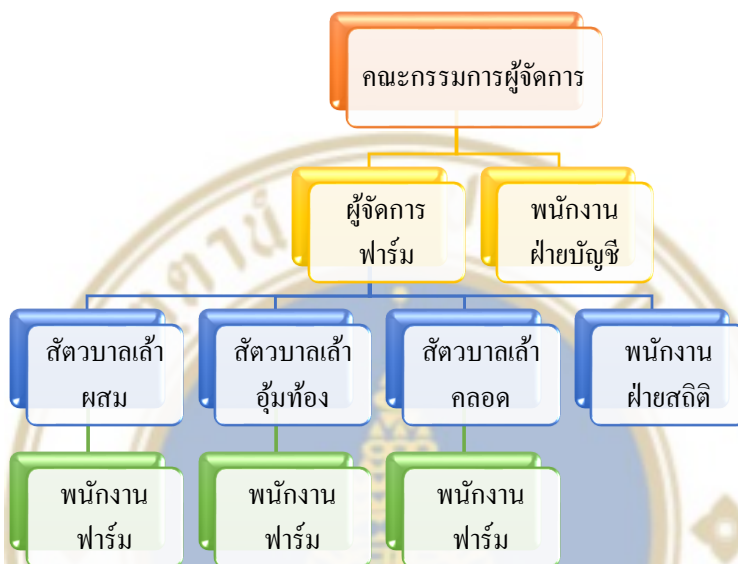 คณะกรรมการผู้จัดการ
ผู้จัดการ
ฟาร์ม
พนักงาน
ฝ่ายบัญชี
สัตวบาลเล้า
ผสม
สัตวบาลเล้า
อุ้มท้อง
สัตวบาลเล้า
คลอด
พนักงาน
ฝ่ายสถิติ
พนักงาน
ฟาร์ม
พนักงาน
ฟาร์ม
พนักงาน
ฟาร์ม